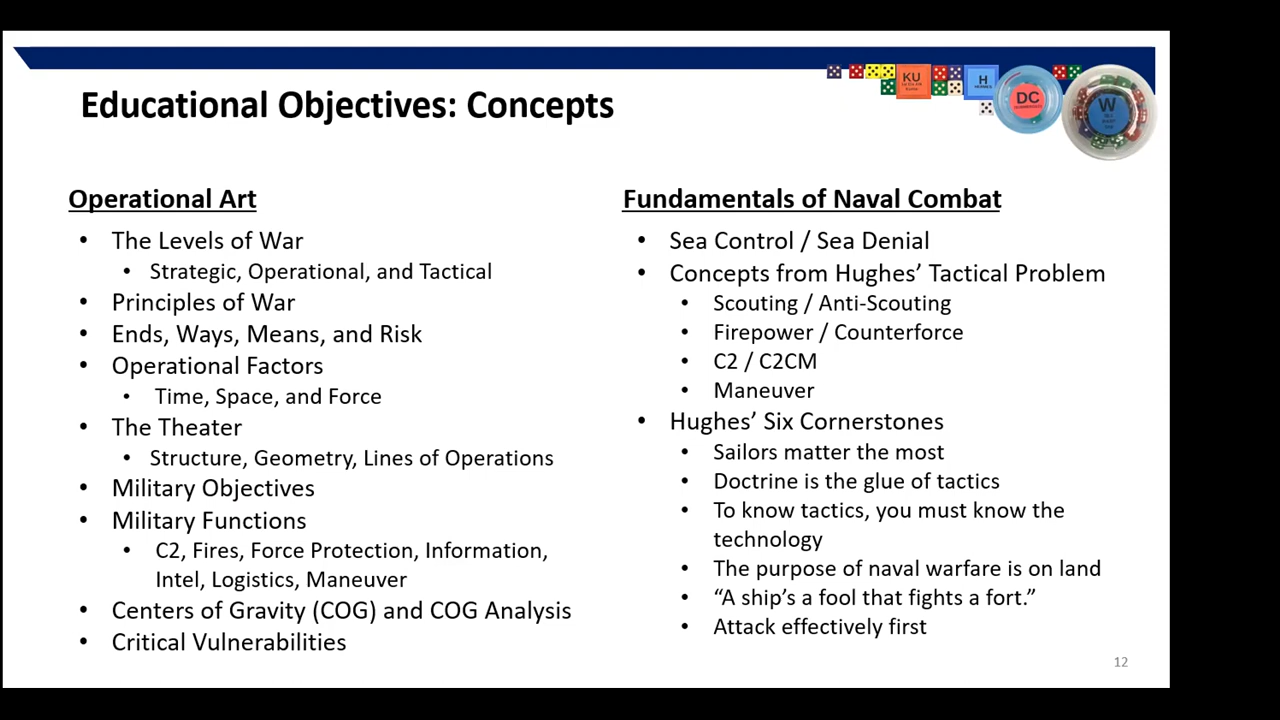 KU
H
HERMES
DC
W
Educational Objectives: Concepts
Operational Art
• The Levels of War
• Strategic, Operational, and Tactical
• Principles of War
• Ends, Ways, Means, and Risk
• Operational Factors
• Time, Space, and Force
• The Theater
• Structure, Geometry, Lines of Operations
• Military Objectives
• Military Functions
• C2, Fires, Force Protection, Information,
Intel, Logistics, Maneuver
• Centers of Gravity (COG) and COG Analysis
• Critical Vulnerabilities
Fundamentals of Naval Combat
• Sea Control / Sea Denial
• Concepts from Hughes’ Tactical Problem
• Scouting / Anti-Scouting
• Firepower / Counterforce
• C2 / C2CM
• Maneuver
• Hughes’ Six Cornerstones
• Sailors matter the most
• Doctrine is the glue of tactics
• To know tactics, you must know the
technology
• The purpose of naval warfare is on land
• “A ship’s a fool that fights a fort.”
• Attack effectively first
12